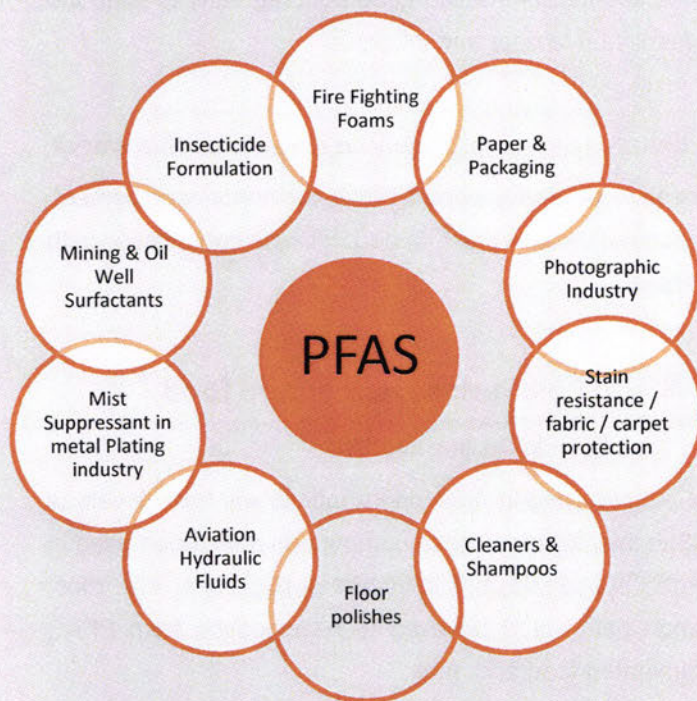 Fire Fighting
Foams
Paper &
Packaging
Photographic
Industry
Stain
resistance /
fabric / carpet
protection
Cleaners &
Shampoos
Floor
polishes
Aviation
Hydraulic
Fluids
Mist
Suppressant in
metal Plating
industry
Mining & Oil
Well
Surfactants
Insecticide
Formulation
PFAS